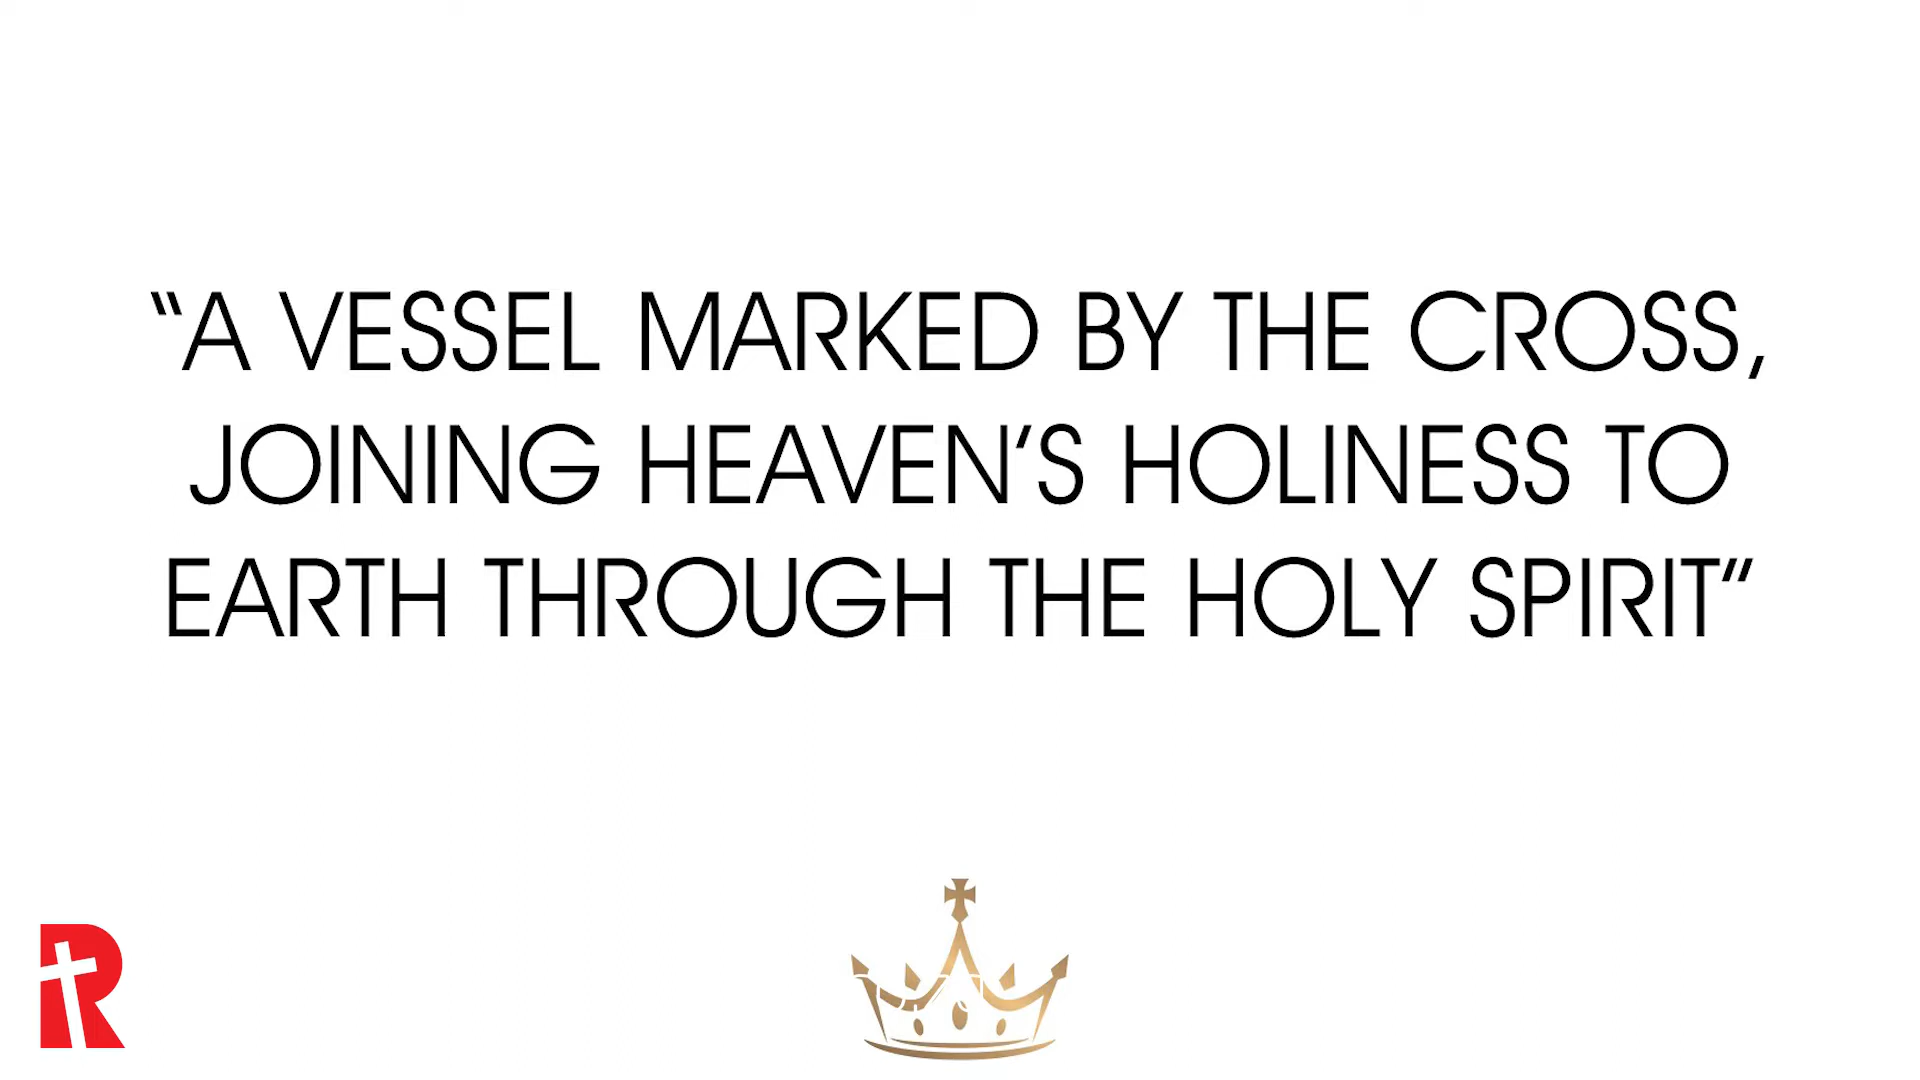 “A VESSEL MARKED BY THE CROSS,
JOINING HEAVEN’S HOLINESS TO
EARTH THROUGH THE HOLY SPIRIT”
R